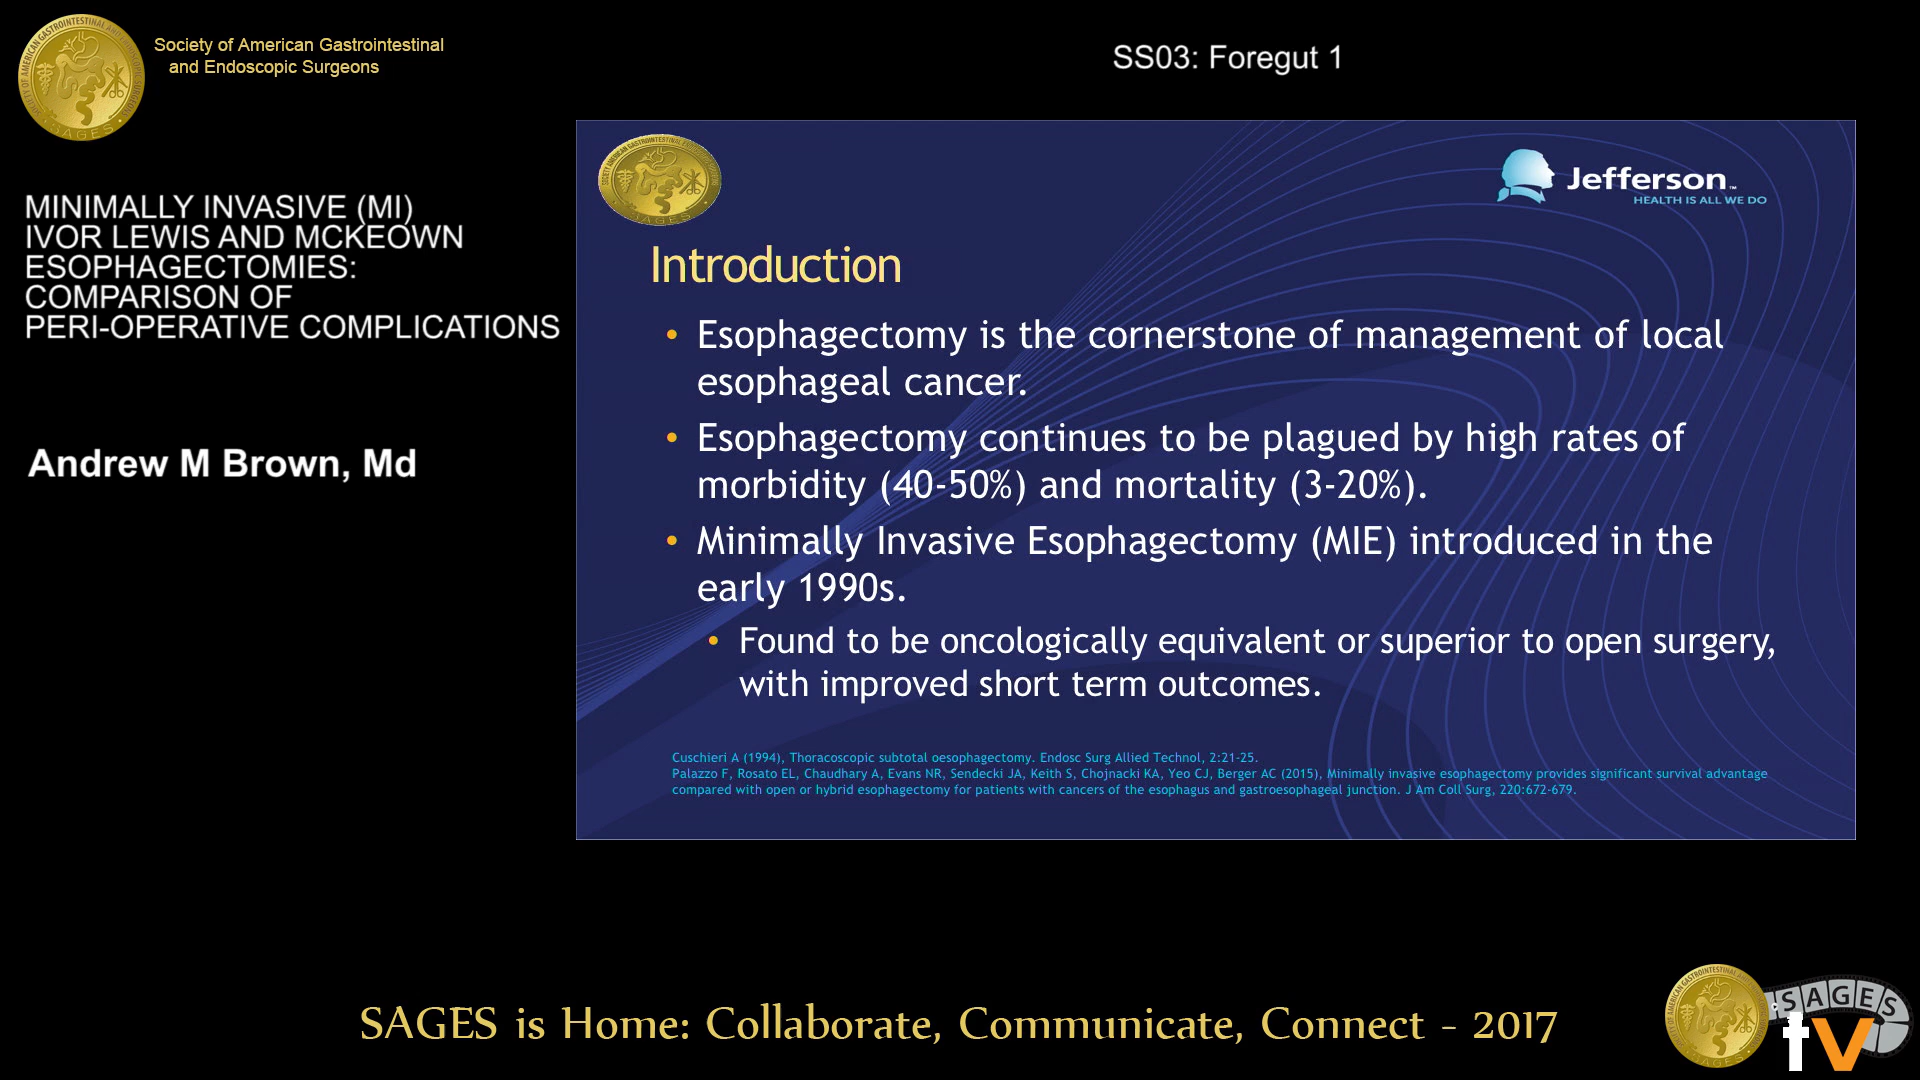 Society of American Gastrointestinal
and Endoscopic Surgeons
SS03: Foregut 1
SAGES
MINIMALLY INVASIVE (MI)
IVOR LEWIS AND MCKEOWN
ESOPHAGECTOMIES:
COMPARISON OF
PERI-OPERATIVE COMPLICATIONS
Andrew M Brown, Md
SAGES
Jefferson™
HEALTH IS ALL WE DO
Introduction
• Esophagectomy is the cornerstone of management of local
esophageal cancer.
• Esophagectomy continues to be plagued by high rates of
morbidity (40-50%) and mortality (3-20%).
• Minimally Invasive Esophagectomy (MIE) introduced in the
early 1990s.
• Found to be oncologically equivalent or superior to open surgery,
with improved short term outcomes.
Cuschieri A (1994), Thoracoscopic subtotal oesophagectomy. Endosc Surg Allied Technol, 2:21-25.
Palazzo F, Rosato EL, Chaudhary A, Evans NR, Sendecki JA, Keith S, Chojnacki KA, Yeo CJ, Berger AC (2015), Minimally invasive esophagectomy provides significant survival advantage
compared with open or hybrid esophagectomy for patients with cancers of the esophagus and gastroesophageal junction. J Am Coll Surg, 220:672-679.
SAGES is Home: Collaborate, Communicate, Connect - 2017
SAGES
SAGES
tv